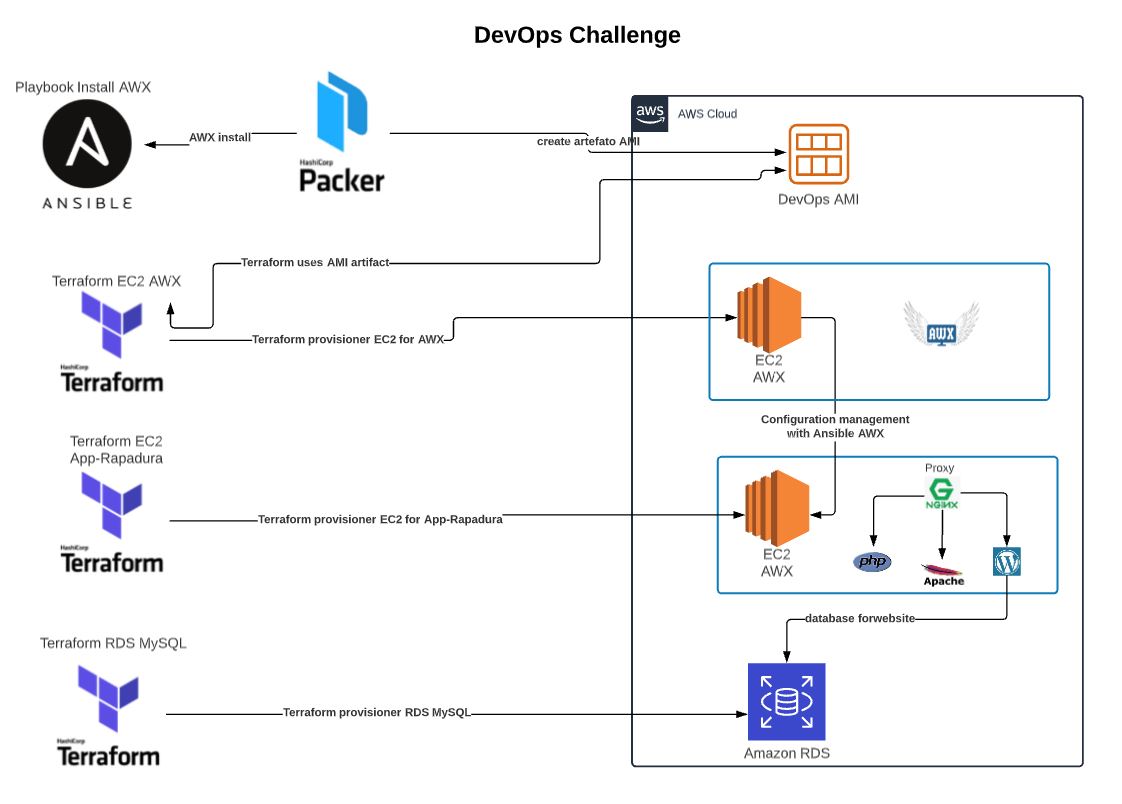 DevOps Challenge
Playbook Install AWX
ANSIBLE
AWX install
HashiCorp
Packer
create artefato AMI
aws
AWS Cloud
DevOps AMI
Terraform uses AMI artifact
Terraform EC2 AWX
HashiCorp
Terraform
Terraform provisioner EC2 for AWX
EC2
AWX
AWX
Configuration management
with Ansible AWX
Terraform EC2
App-Rapadura
HashiCorp
Terraform
Terraform provisioner EC2 for App-Rapadura
EC2
AWX
Proxy
G
NGINX
php
Apache
W
database forwebsite
Terraform RDS MySQL
HashiCorp
Terraform
Terraform provisioner RDS MySQL
Amazon RDS